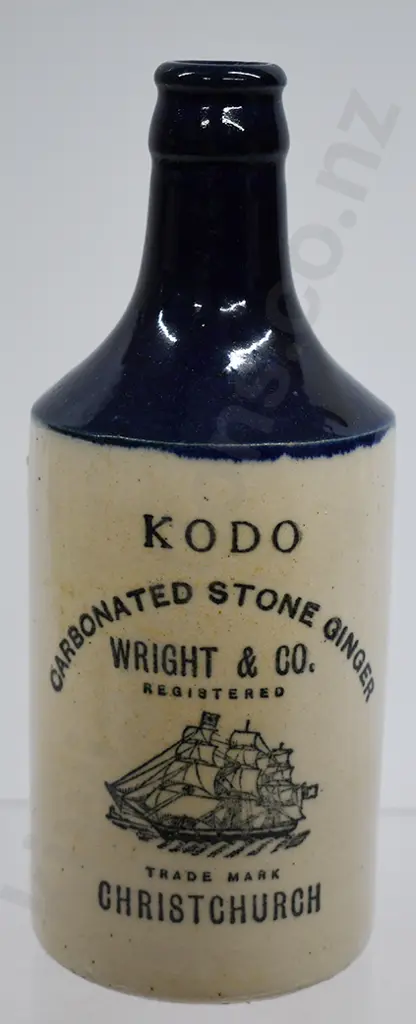 KODO
CARBONATED STONE GINGER
WRIGHT & CO.
REGISTERED
TRADE MARK
CHRISTCHURCH